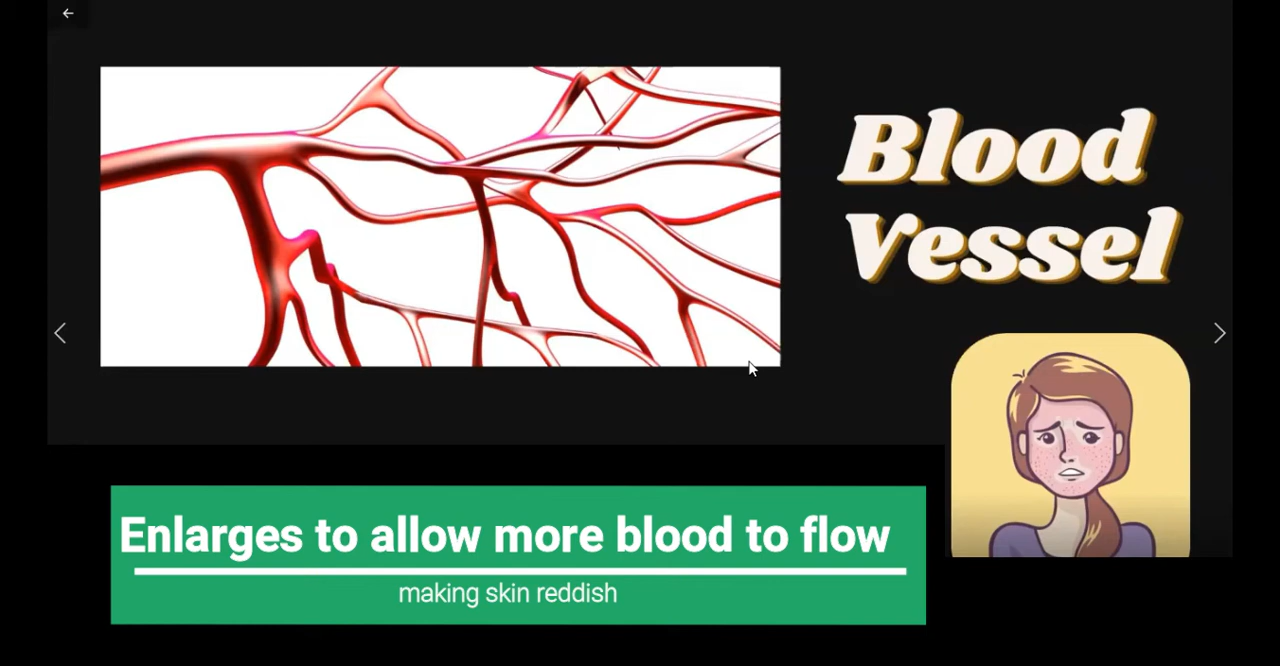 Blood
Vessel
Enlarges to allow more blood to flow
making skin reddish